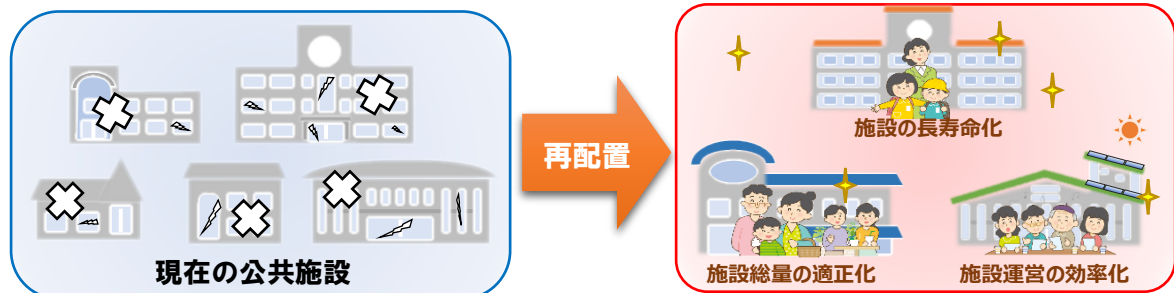 現在の公共施設
再配置
施設の長寿命化
施設総量の適正化
施設運営の効率化